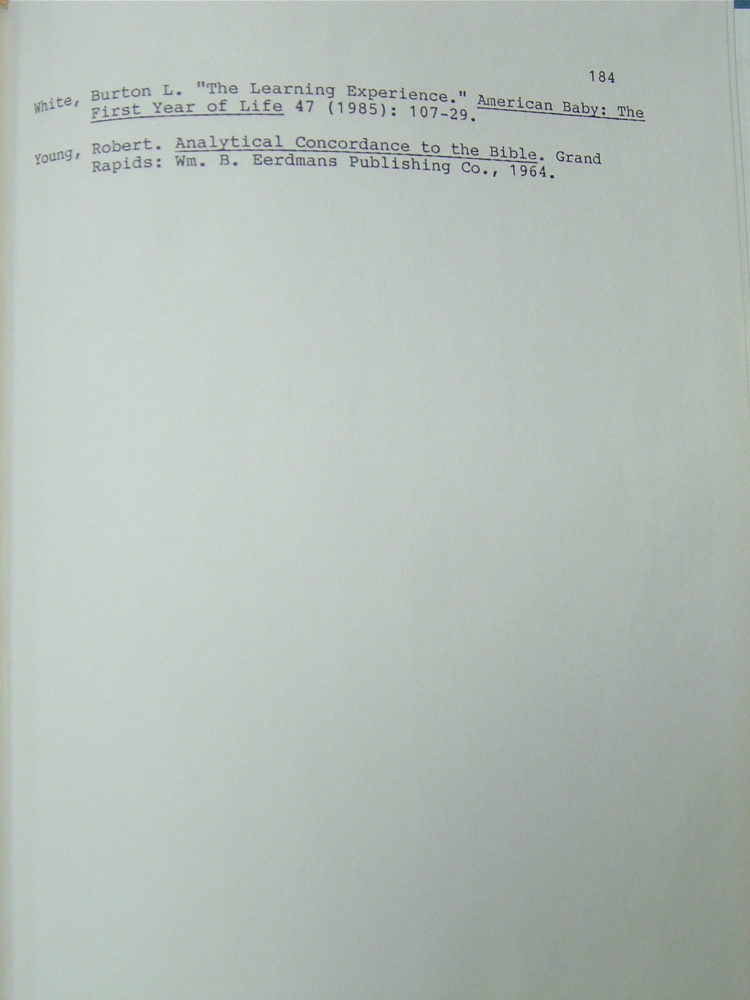 184
White, Burton L. "The Learning Experience." American Baby: The
First Year of Life 47 (1985): 107-29.
Young, Robert. Analytical Concordance to the Bible. Grand
Rapids: Wm. B. Eerdmans Publishing Co., 1964.